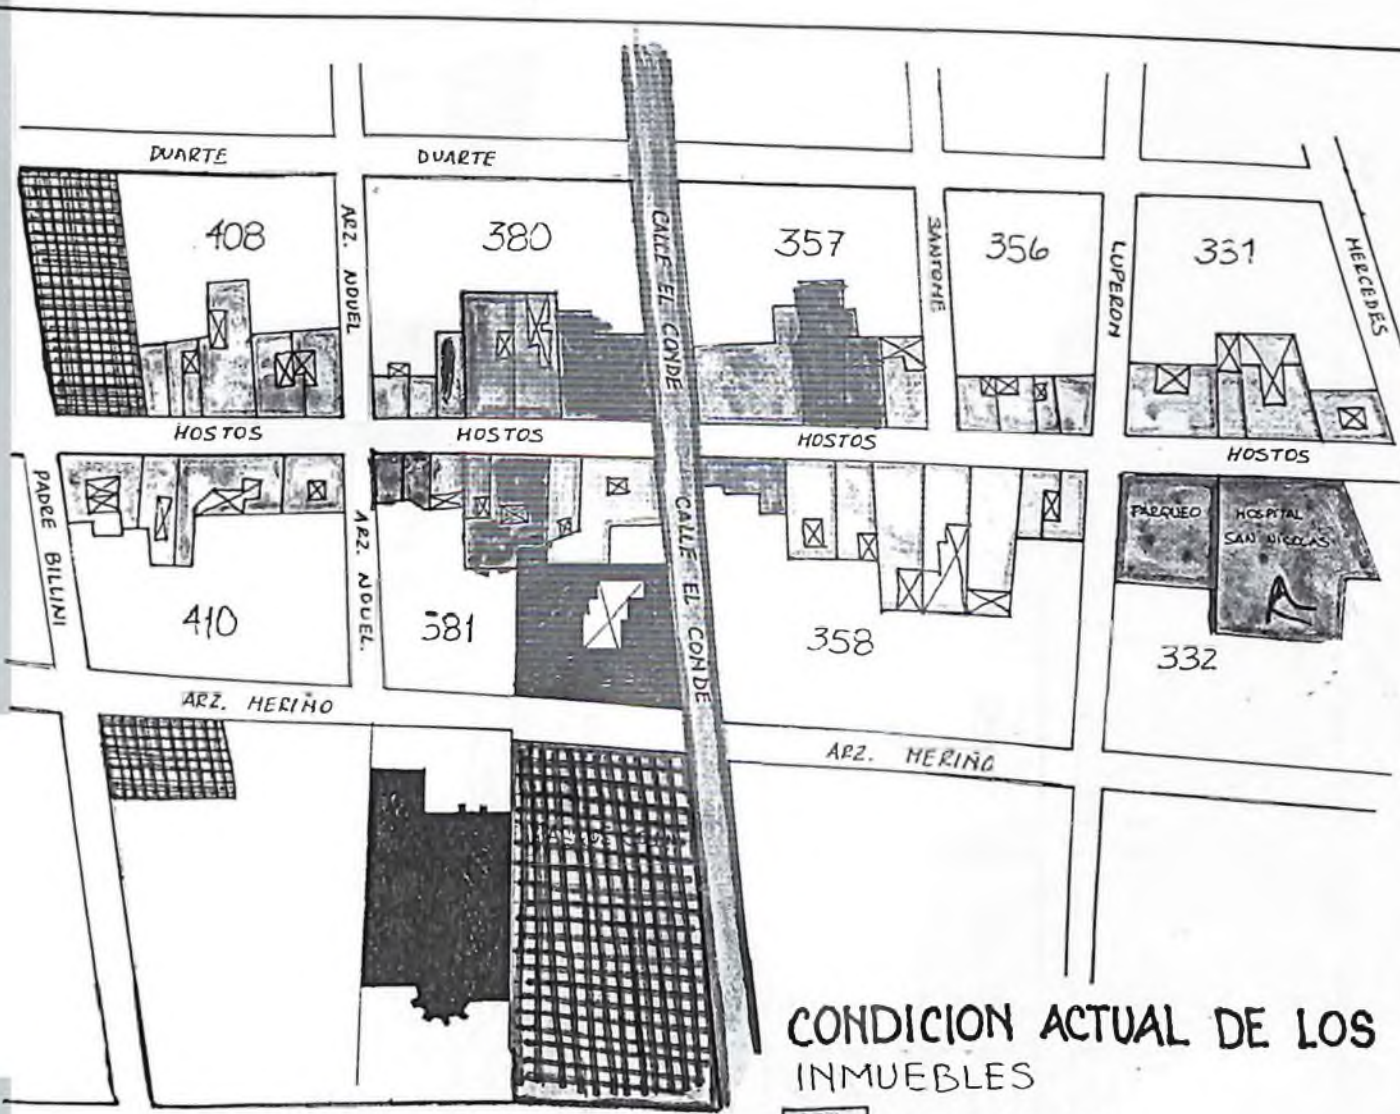 DUARTE
DUARTE
408
ARZ. NOUEL
380
CALLE EL CONDE
357
SANTOME
356
LUPERON
331
MERCEDES
HOSTOS
HOSTOS
HOSTOS
HOSTOS
PADRE BILLINI
410
ARZ. NOUEL.
381
CALLE EL CONDE
358
PARQUEO
HOSPITAL
SAN NICOLAS
332
ARZ. MERIÑO
ARZ. MERIÑO
CONDICION ACTUAL DE LOS
INMUEBLES